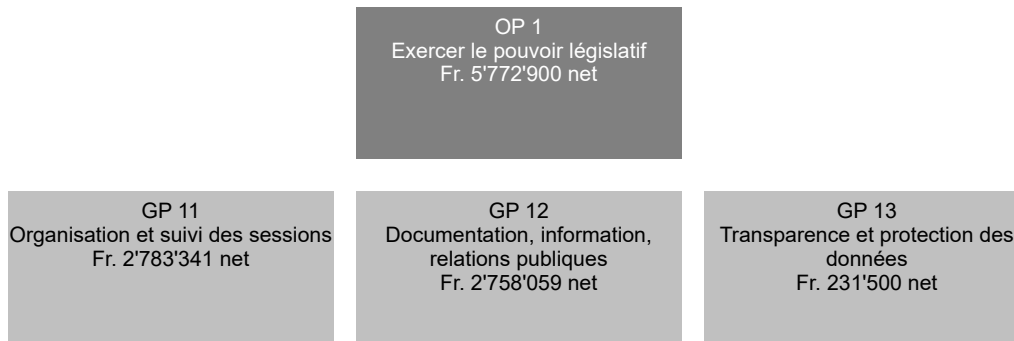 OP 1
Exercer le pouvoir législatif
Fr. 5'772'900 net
GP 11
Organisation et suivi des sessions
Fr. 2'783'341 net
GP 12
Documentation, information,
relations publiques
Fr. 2'758'059 net
GP 13
Transparence et protection des
données
Fr. 231'500 net